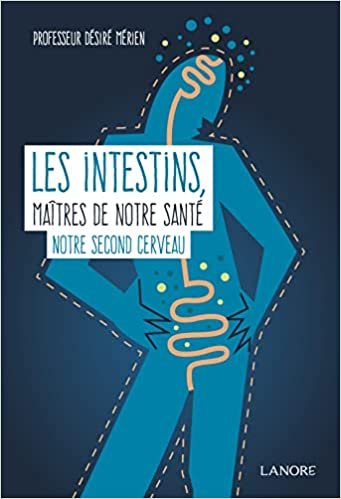 PROFESSEUR DÉSIRÉ MÉRIEN
LES INTESTINS,
MAÎTRES DE NOTRE SANTÉ
NOTRE SECOND CERVEAU
LANORE